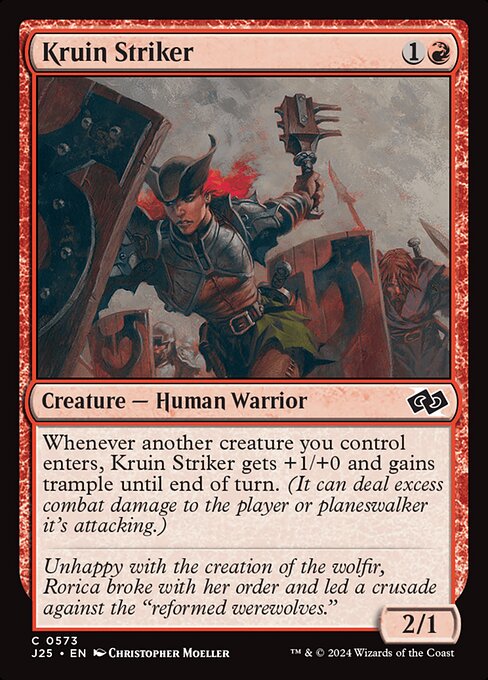 Kruin Striker 1
Creature — Human Warrior
Whenever another creature you control
enters, Kruin Striker gets +1/+0 and gains
trample until end of turn. (It can deal excess
combat damage to the player or planeswalker
it's attacking.)
Unhappy with the creation of the wolfir,
Rorica broke with her order and led a crusade
against the “reformed werewolves.”
2/1
C 0573
J25 • EN Christopher Moeller ™ & © 2024 Wizards of the Coast